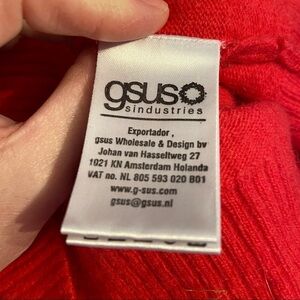 gsus
sindustries
Exportador ,
gsus Wholesale & Design bv
Johan van Hasseltweg 27
1021 KN Amsterdam Holanda
VAT no. NL 805 593 020 B01
www.g-sus.com
gsus@gsus.nl